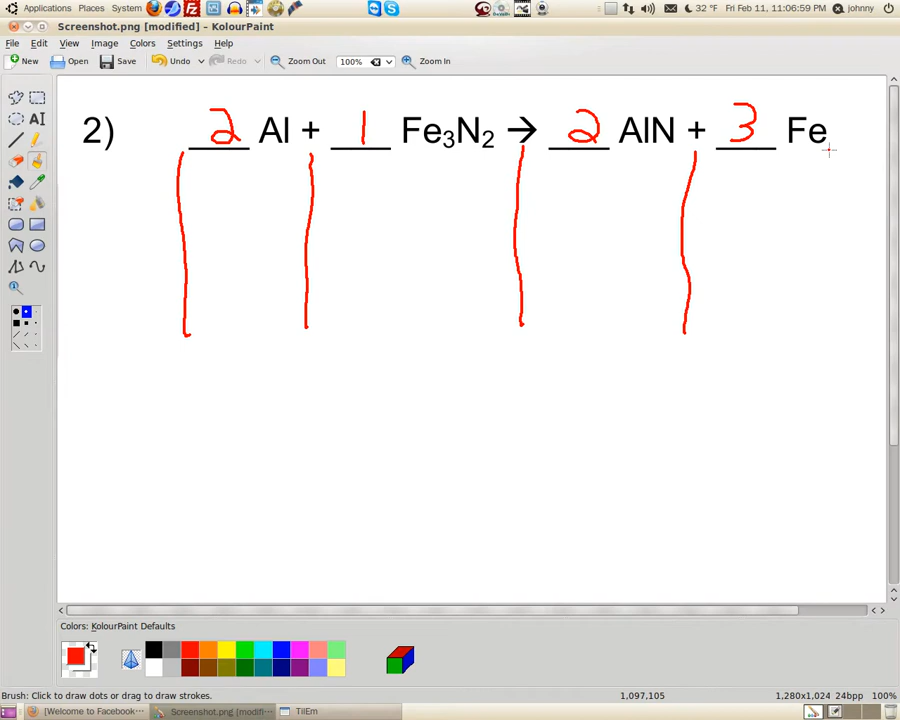 Applications Places System 32 °F Fri Feb 11, 11:06:59 PM johnny
Screenshot.png [modified] – KolourPaint
File Edit View Image Colors Settings Help
New Open Save Undo Redo Zoom Out 100% Zoom In
2) 2 Al + 1 Fe₃N₂ → 2 AlN + 3 Fe
Colors: KolourPaint Defaults
Brush: Click to draw dots or drag to draw strokes. 1,097,105 1,280x1,024 24bpp 100%
[Welcome to Facebook... Screenshot.png [modified... TilEm